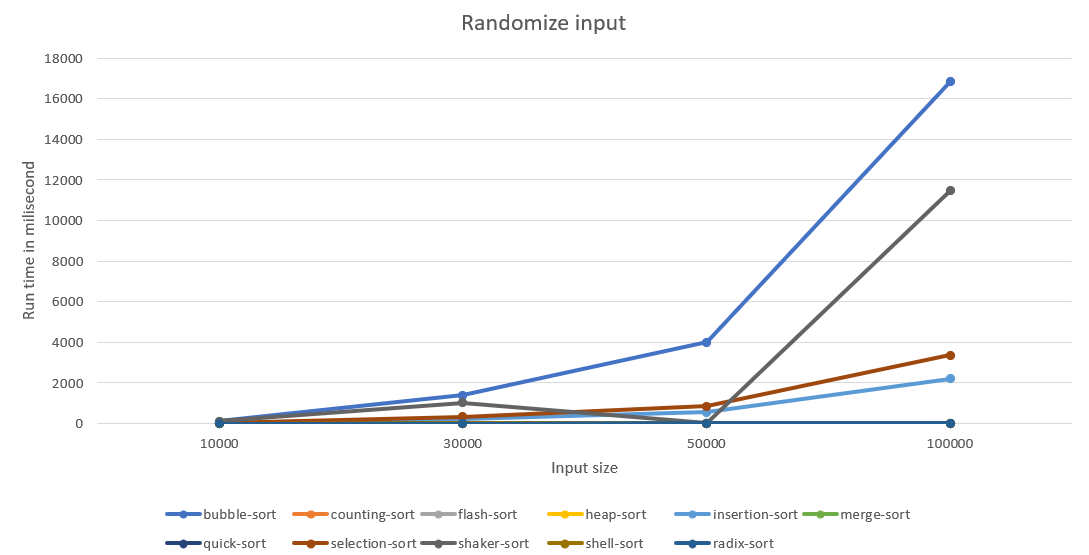 Randomize input
18000
16000
14000
12000
10000
8000
6000
4000
2000
0
Run time in milisecond
10000 30000 50000 100000
Input size
bubble-sort counting-sort flash-sort heap-sort insertion-sort merge-sort
quick-sort selection-sort shaker-sort shell-sort radix-sort